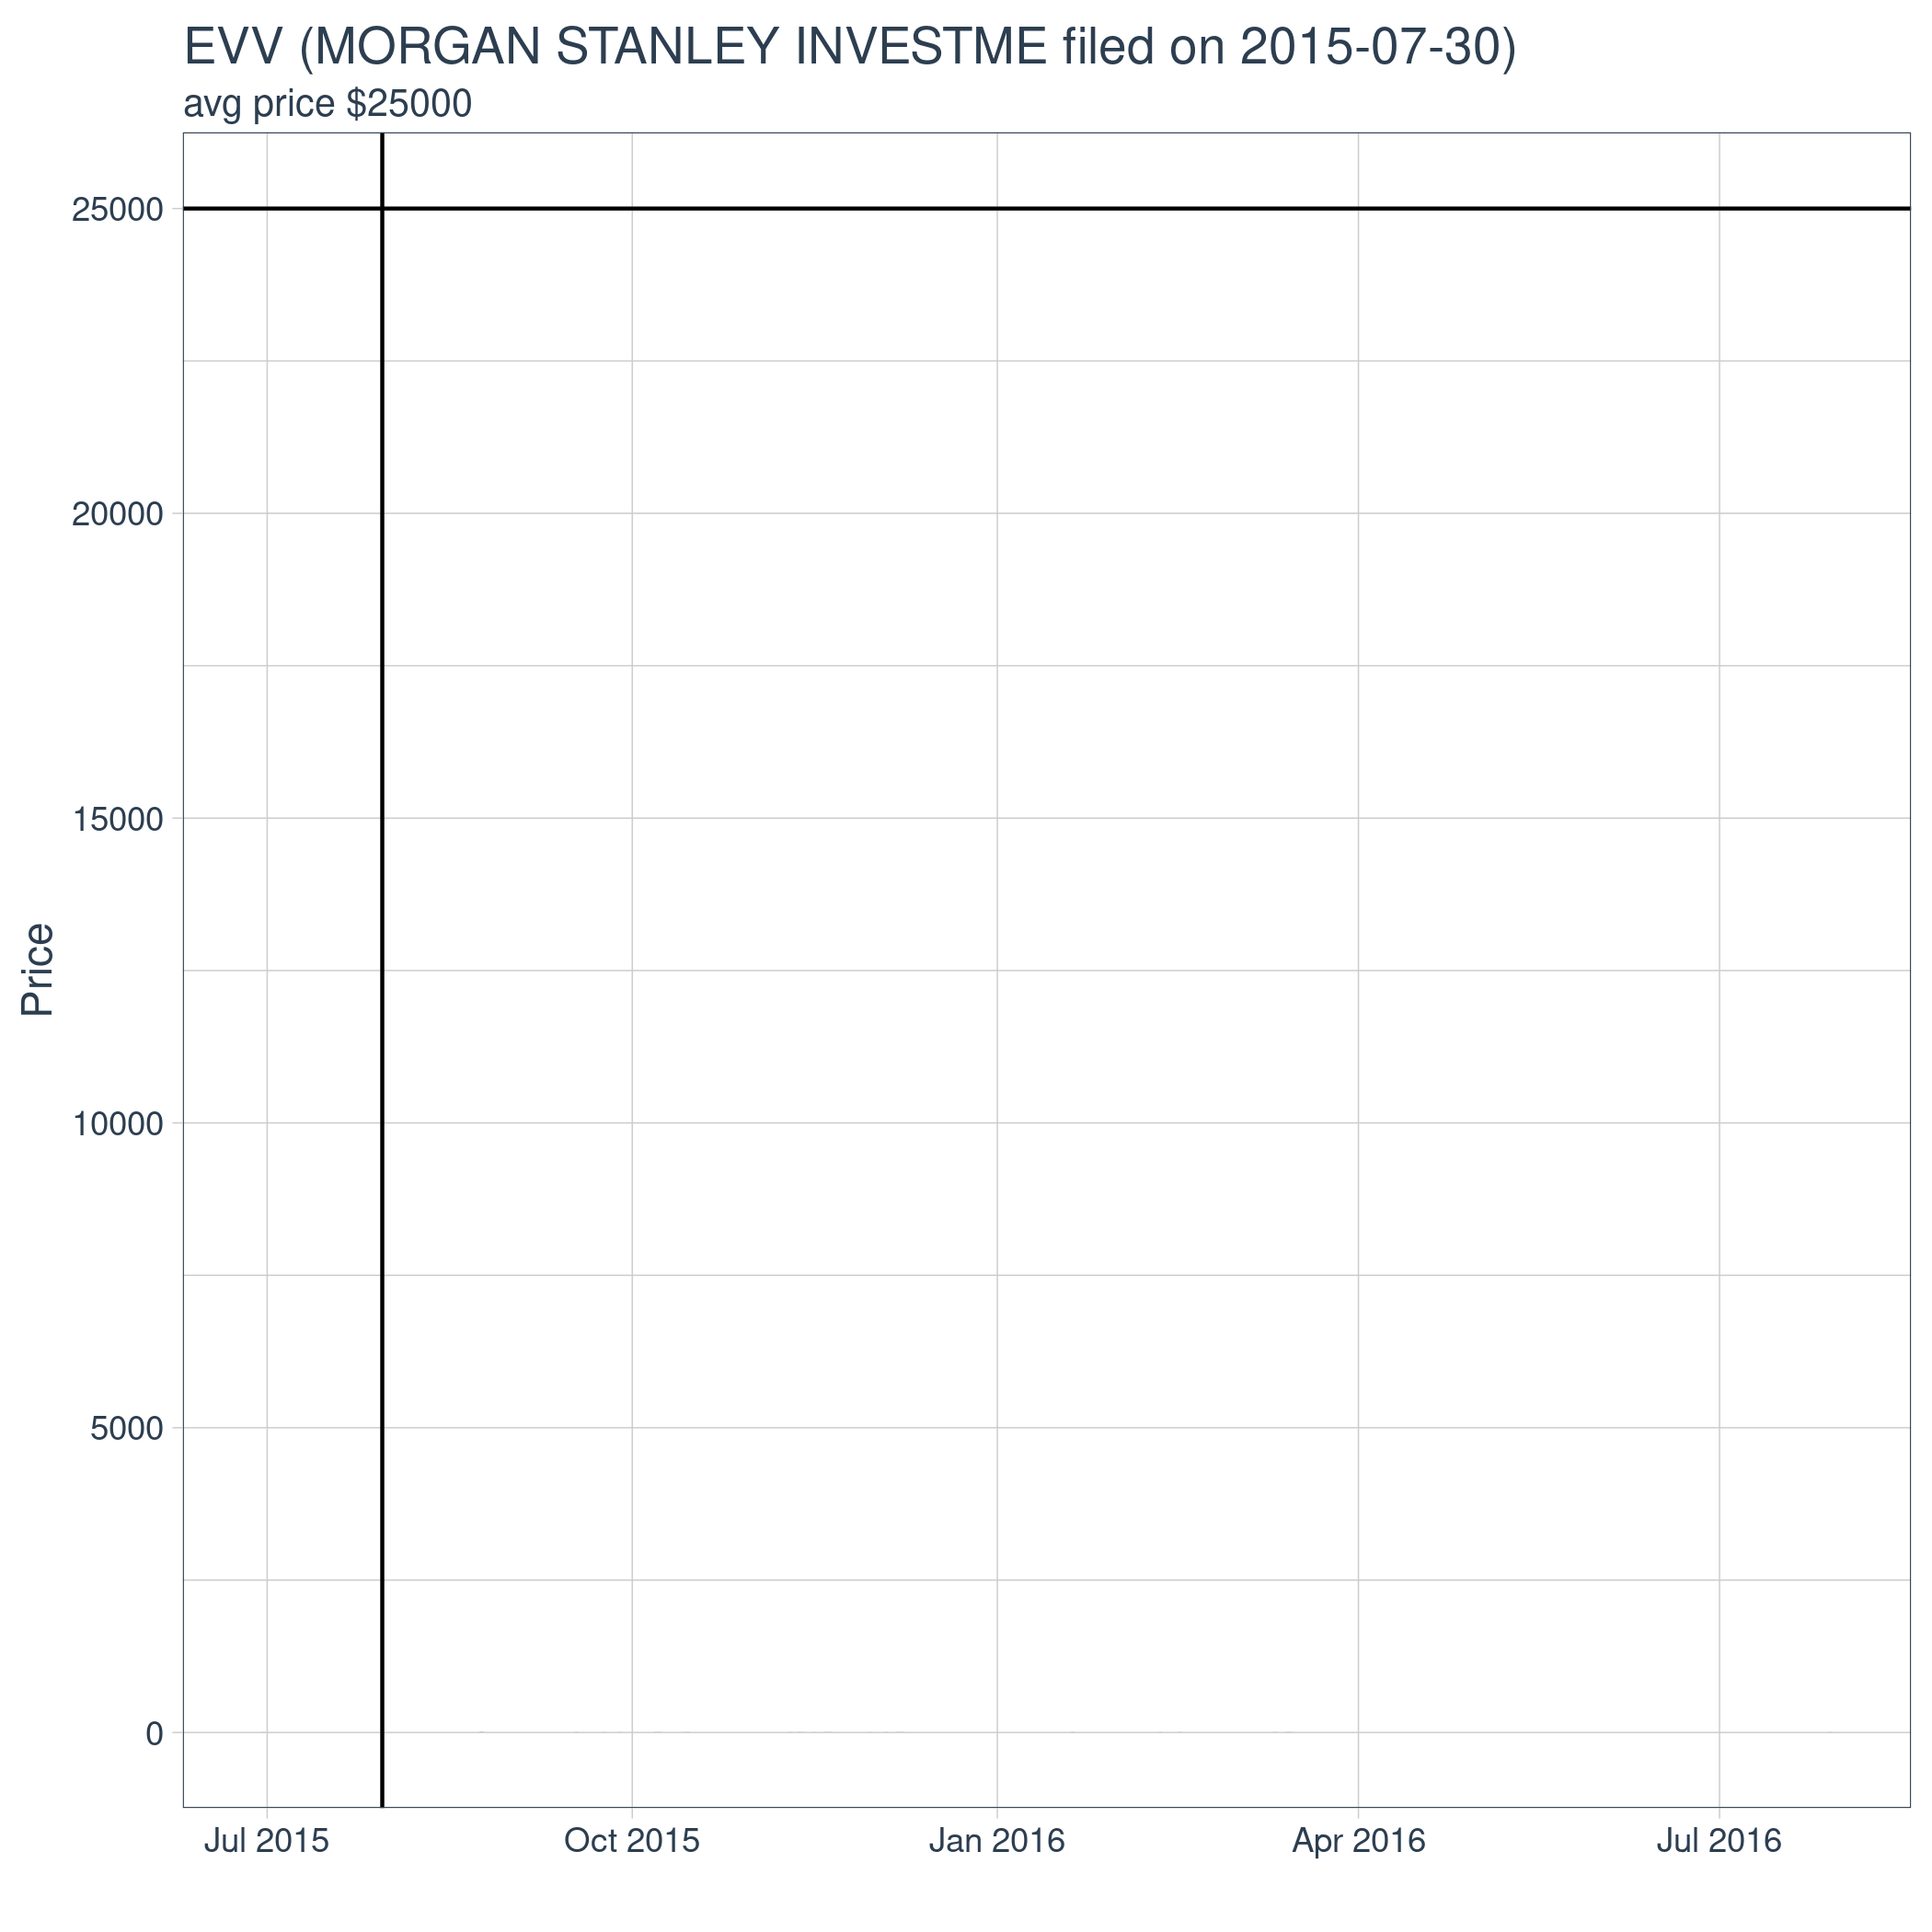 EVV (MORGAN STANLEY INVESTME filed on 2015-07-30)
avg price $25000
25000
20000
15000
10000
5000
0
Price
Jul 2015 Oct 2015 Jan 2016 Apr 2016 Jul 2016